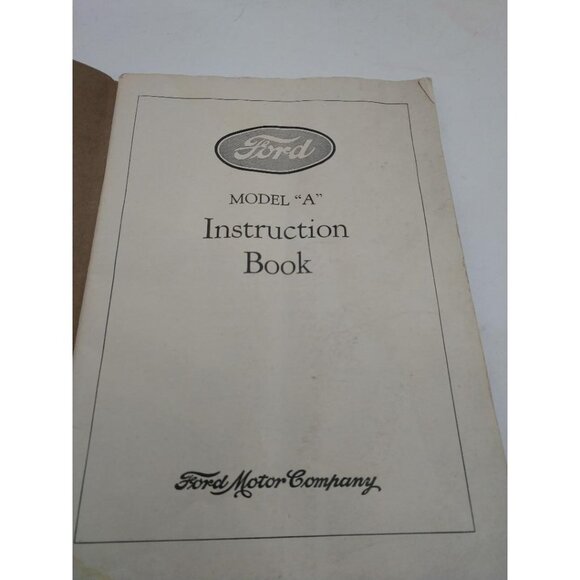 Ford
MODEL "A"
Instruction
Book
Ford Motor Company